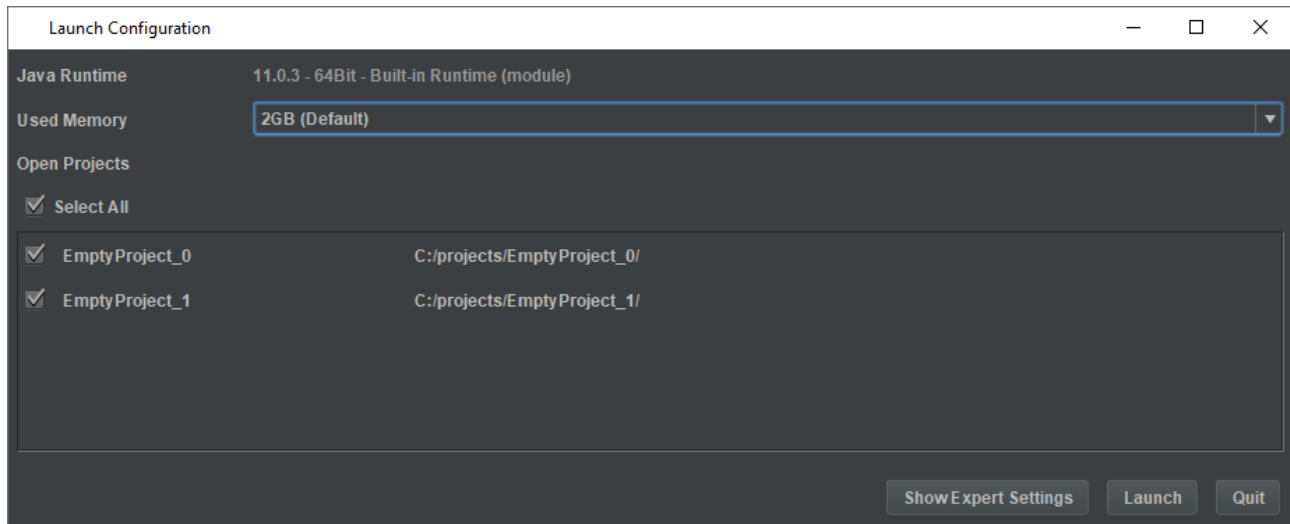 Launch Configuration
Java Runtime 11.0.3 - 64Bit - Built-in Runtime (module)
Used Memory 2GB (Default)
Open Projects
Select All
EmptyProject_0 C:/projects/EmptyProject_0/
EmptyProject_1 C:/projects/EmptyProject_1/
Show Expert Settings Launch Quit